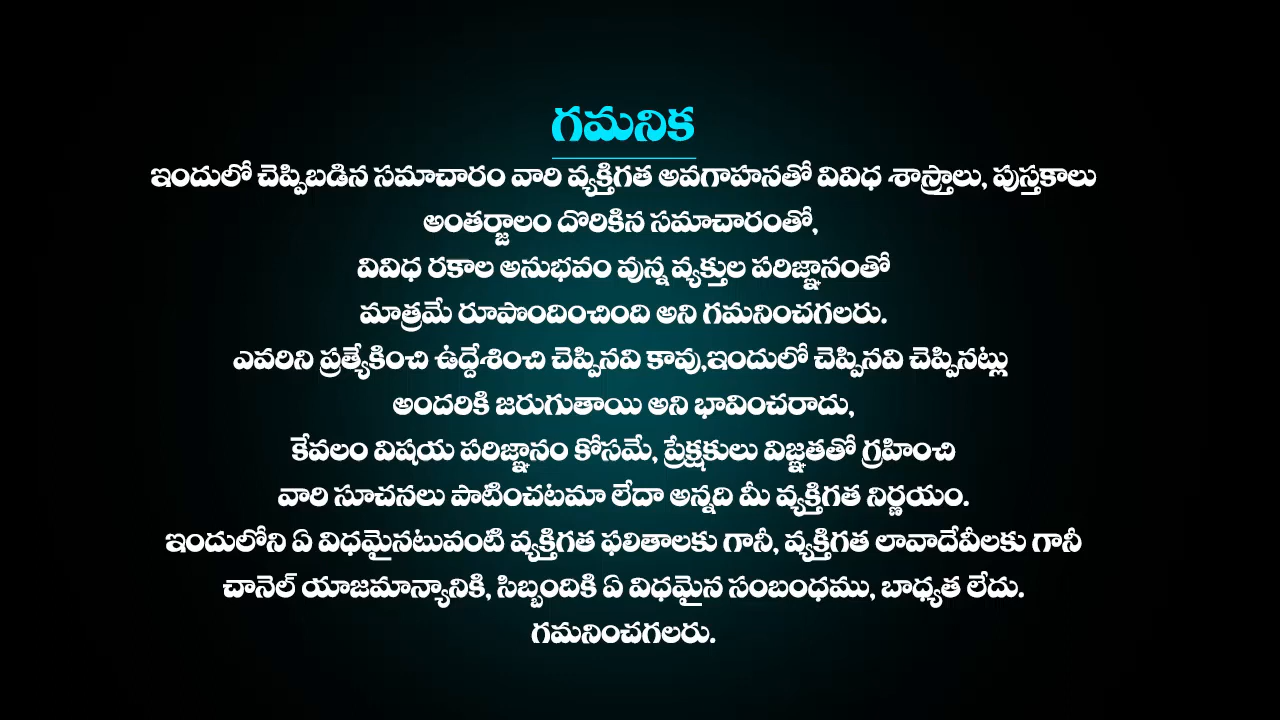 గమనిక
ఇందులో చెప్పిబడిన సమాచారం వారి వ్యక్తిగత అవగాహనతో వివిధ శాస్త్రాలు, పుస్తకాలు
అంతర్జాలం దొరికిన సమాచారంతో,
వివిధ రకాల అనుభవం వున్న వ్యక్తుల పరిజ్ఞానంతో
మాత్రమే రూపొందించింది అని గమనించగలరు.
ఎవరిని ప్రత్యేకించి ఉద్దేశించి చెప్పినవి కావు,ఇందులో చెప్పినవి చెప్పినట్లు
అందరికి జరుగుతాయి అని భావించరాదు,
కేవలం విషయ పరిజ్ఞానం కోసమే, ప్రేక్షకులు విజ్ఞతతో గ్రహించి
వారి సూచనలు పాటించటమా లేదా అన్నది మీ వ్యక్తిగత నిర్ణయం.
ఇందులోని ఏ విధమైనటువంటి వ్యక్తిగత ఫలితాలకు గానీ, వ్యక్తిగత లావాదేవీలకు గానీ
చానెల్ యాజమాన్యానికి, సిబ్బందికి ఏ విధమైన సంబంధము, బాధ్యత లేదు.
గమనించగలరు.